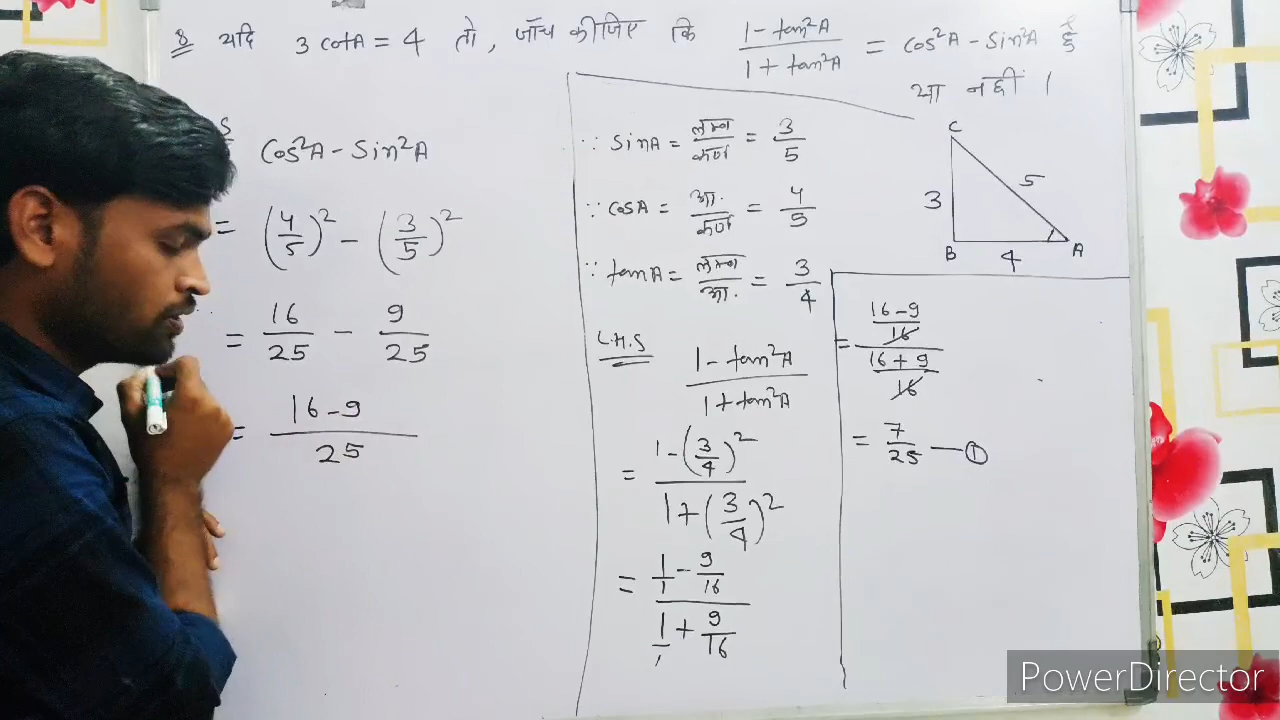 8 यदि 3 cotA = 4 तो, जाँच कीजिए कि (1 - tan²A)/(1 + tan²A) = cos²A - sin²A है
या नहीं ।
S
cos²A - sin²A
= (4/5)² - (3/5)²
= 16/25 - 9/25
= (16-9)/25
∵ sinA = लम्ब/कर्ण = 3/5
∵ cosA = आ./कर्ण = 4/5
∵ tanA = लम्ब/आ. = 3/4
L.H.S
(1 - tan²A)/(1 + tan²A)
= (1 - (3/4)²)/(1 + (3/4)²)
= (1/1 - 9/16)/(1/1 + 9/16)
C
3
5
B
4
A
= ((16-9)/16)/((16+9)/16)
= 7/25 — ①
PowerDirector